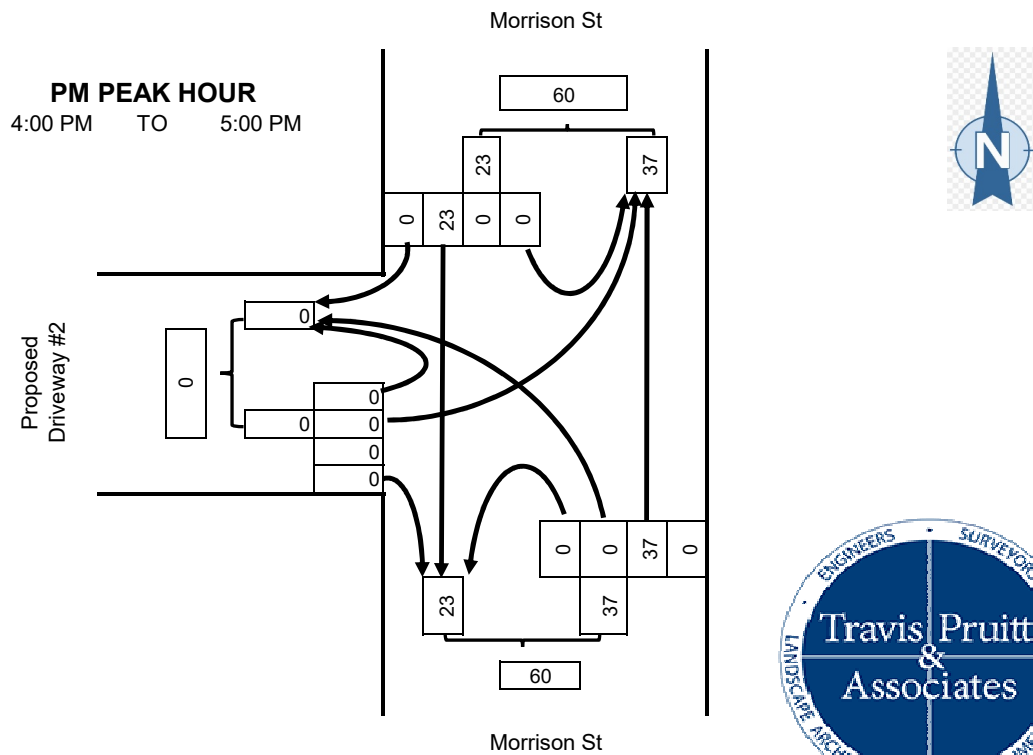 Morrison St
PM PEAK HOUR
4:00 PM TO 5:00 PM
60
23
37
0 23 0 0
N
0
0
Proposed
Driveway #2
0
0 0
0
0
0 0 37 0
23
37
60
Morrison St
ENGINEERS · SURVEYORS
Travis Pruitt
&
Associates
LANDSCAPE